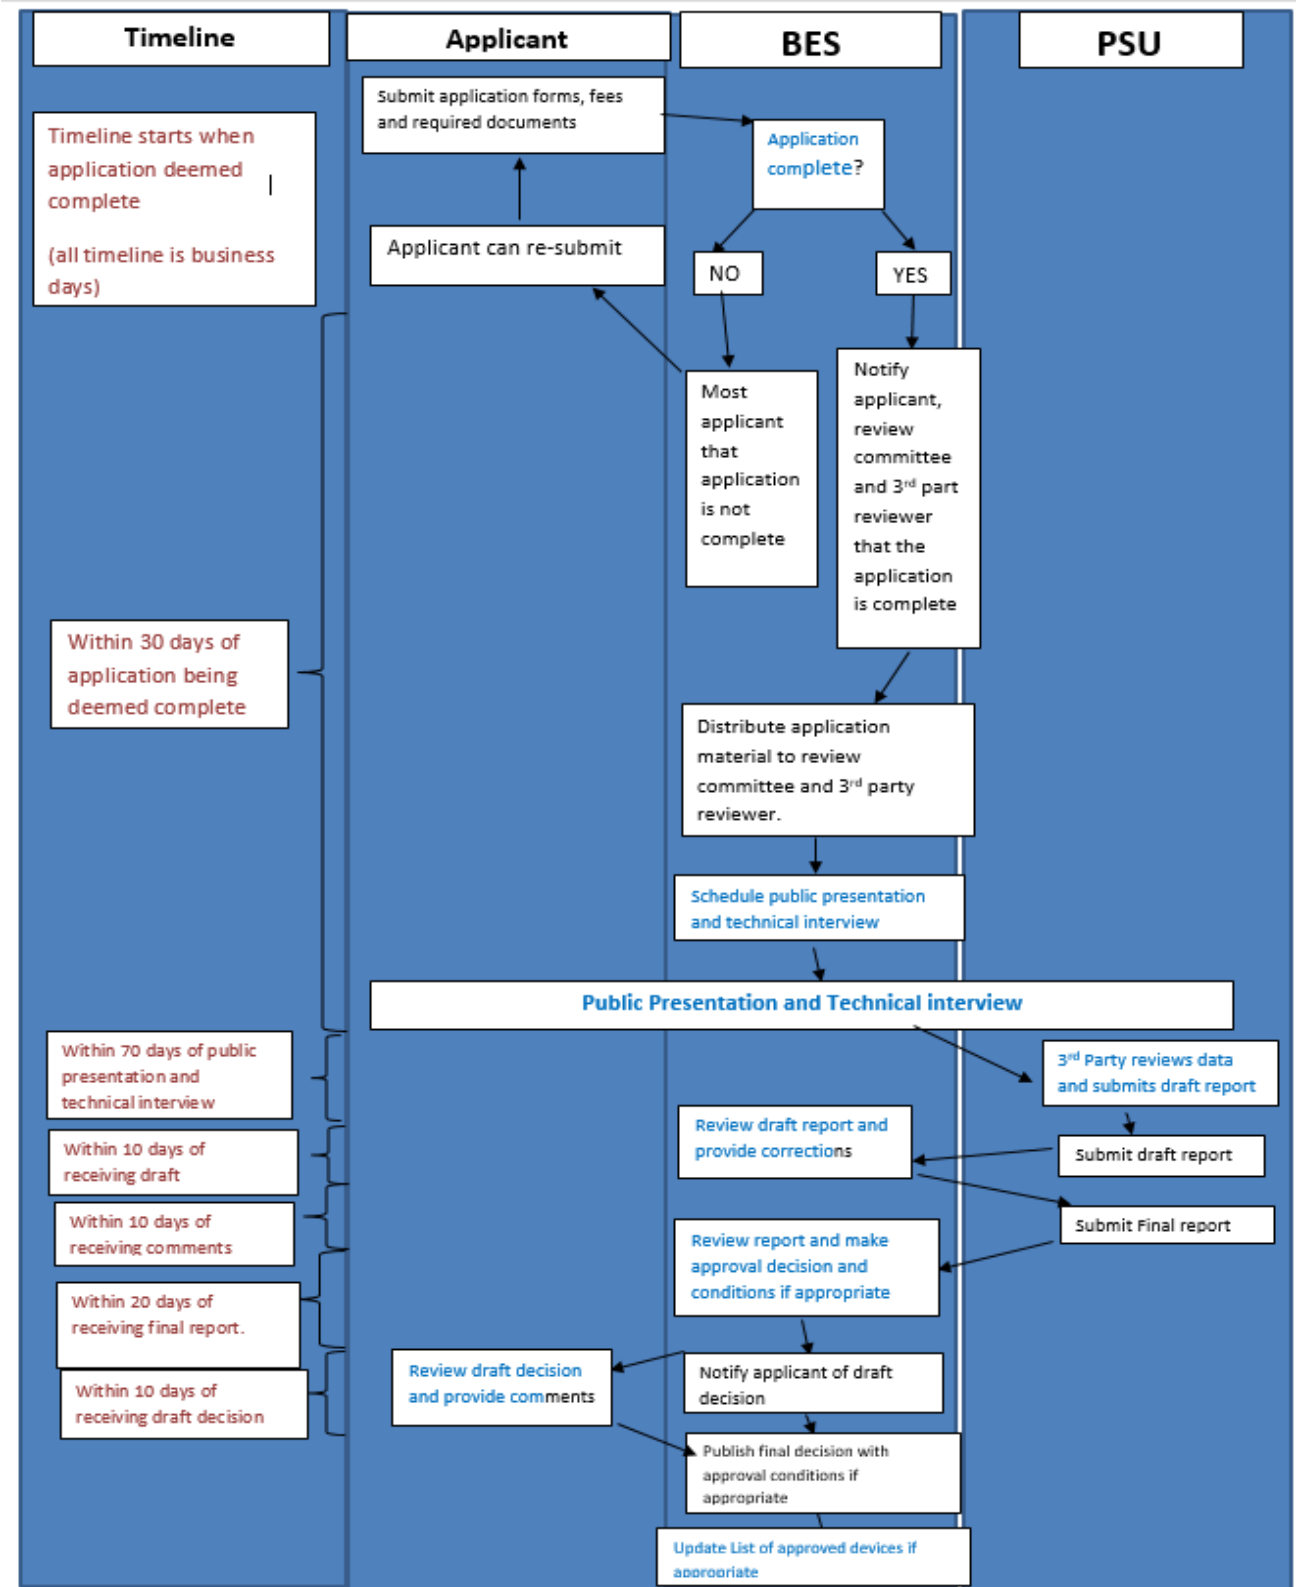 Timeline
Applicant
BES
PSU
Submit application forms, fees
and required documents
Application
complete?
Timeline starts when
application deemed
complete
(all timeline is business
days)
Applicant can re-submit
NO
YES
Most
applicant
that
application
is not
complete
Notify
applicant,
review
committee
and 3rd part
reviewer
that the
application
is complete
Within 30 days of
application being
deemed complete
Distribute application
material to review
committee and 3rd party
reviewer.
Schedule public presentation
and technical interview
Public Presentation and Technical interview
Within 70 days of public
presentation and
technical interview
3rd Party reviews data
and submits draft report
Review draft report and
provide corrections
Submit draft report
Within 10 days of
receiving draft
Within 10 days of
receiving comments
Submit Final report
Review report and make
approval decision and
conditions if appropriate
Within 20 days of
receiving final report.
Review draft decision
and provide comments
Notify applicant of draft
decision
Within 10 days of
receiving draft decision
Publish final decision with
approval conditions if
appropriate
Update List of approved devices if
appropriate